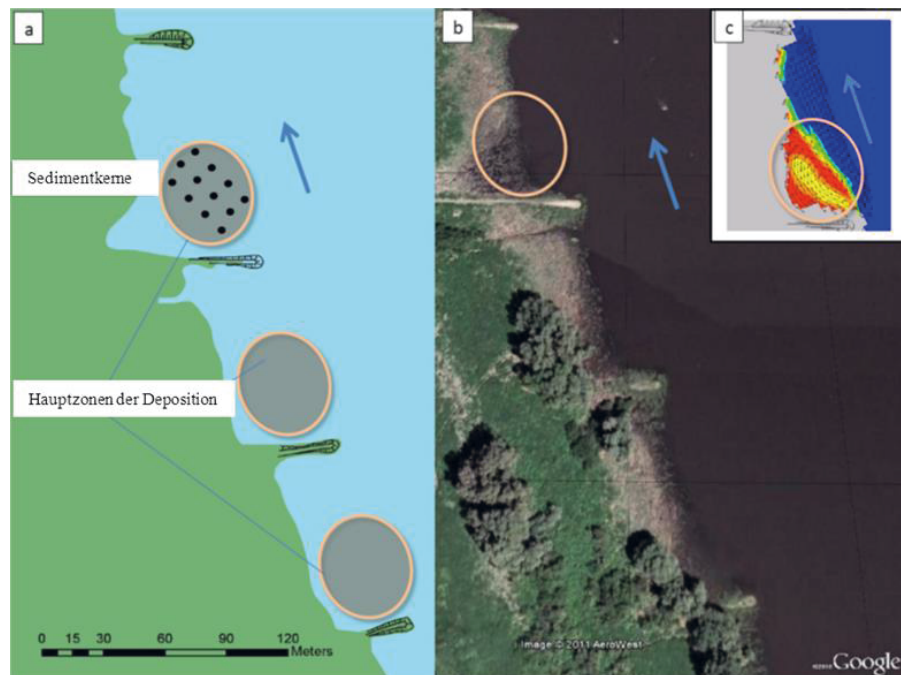 a
b
c
Sedimentkerne
Hauptzonen der Deposition
0 15 30 60 90 120
Meters
Image © 2011 AeroWest
Google